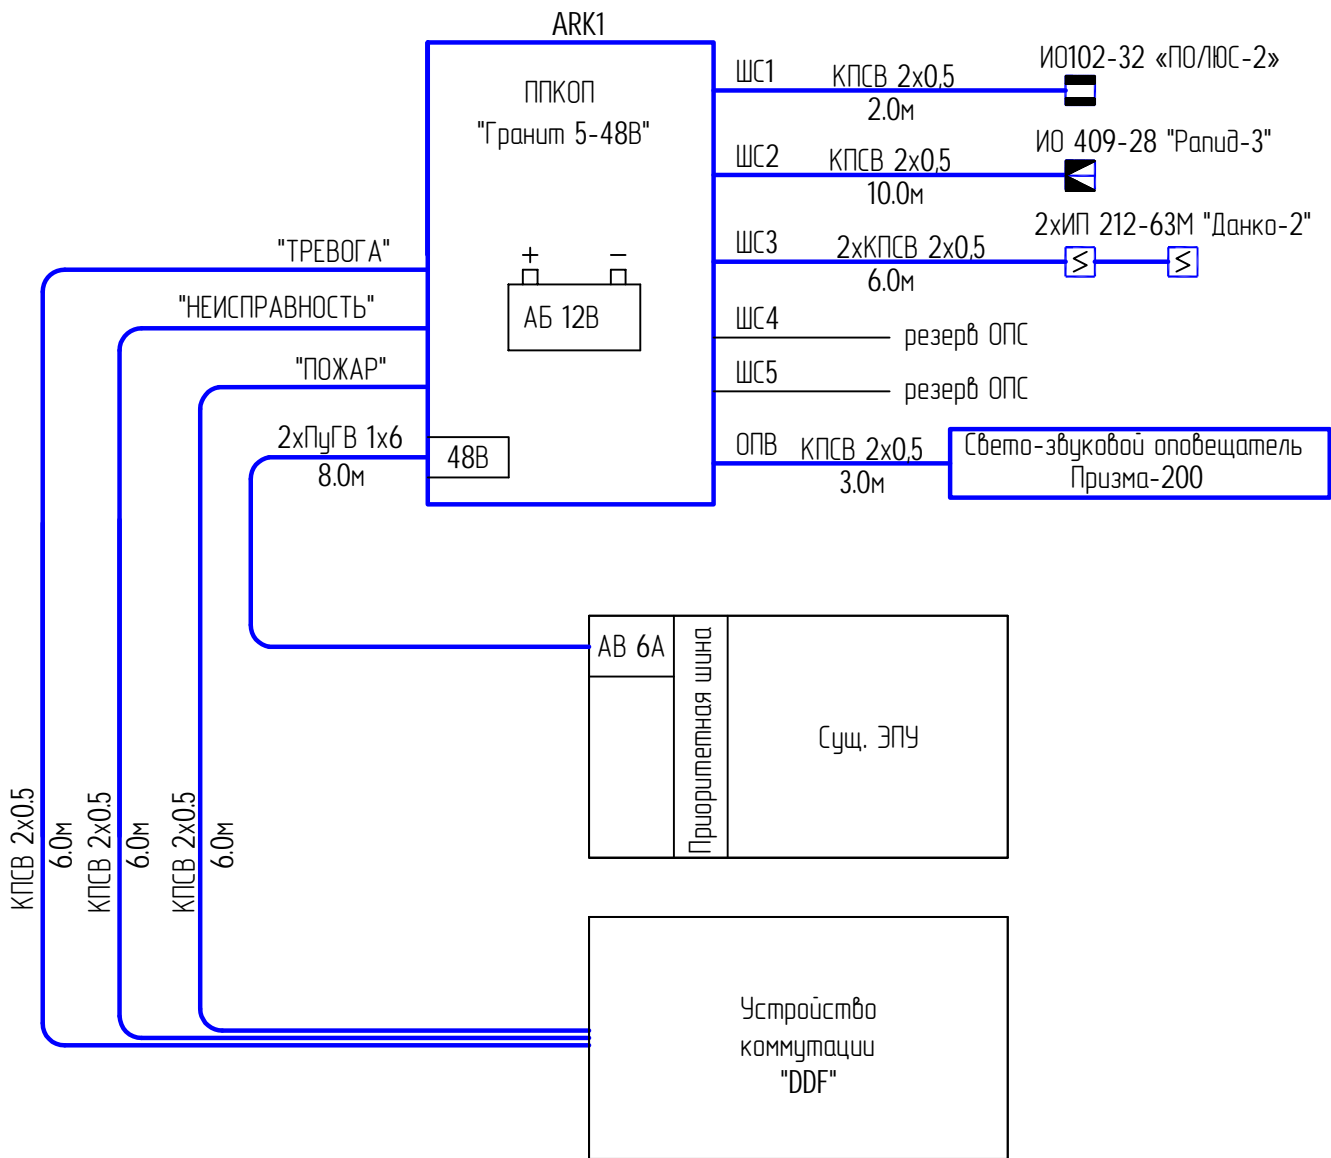 ARK1
ППКОП
"Гранит 5-48В"
+ −
АБ 12В
48В
ШС1
КПСВ 2х0,5
2.0м
ИО102-32 «ПОЛЮС-2»
ШС2
КПСВ 2х0,5
10.0м
ИО 409-28 "Рапид-3"
ШС3
2хКПСВ 2х0,5
6.0м
2хИП 212-63М "Данко-2"
ШС4
резерв ОПС
ШС5
резерв ОПС
ОПВ
КПСВ 2х0,5
3.0м
Свето-звуковой оповещатель
Призма-200
"ТРЕВОГА"
"НЕИСПРАВНОСТЬ"
"ПОЖАР"
2хПуГВ 1х6
8.0м
АВ 6А
Приоритетная шина
Сущ. ЭПУ
КПСВ 2х0.5
6.0м
КПСВ 2х0.5
6.0м
КПСВ 2х0.5
6.0м
Устройство
коммутации
"DDF"